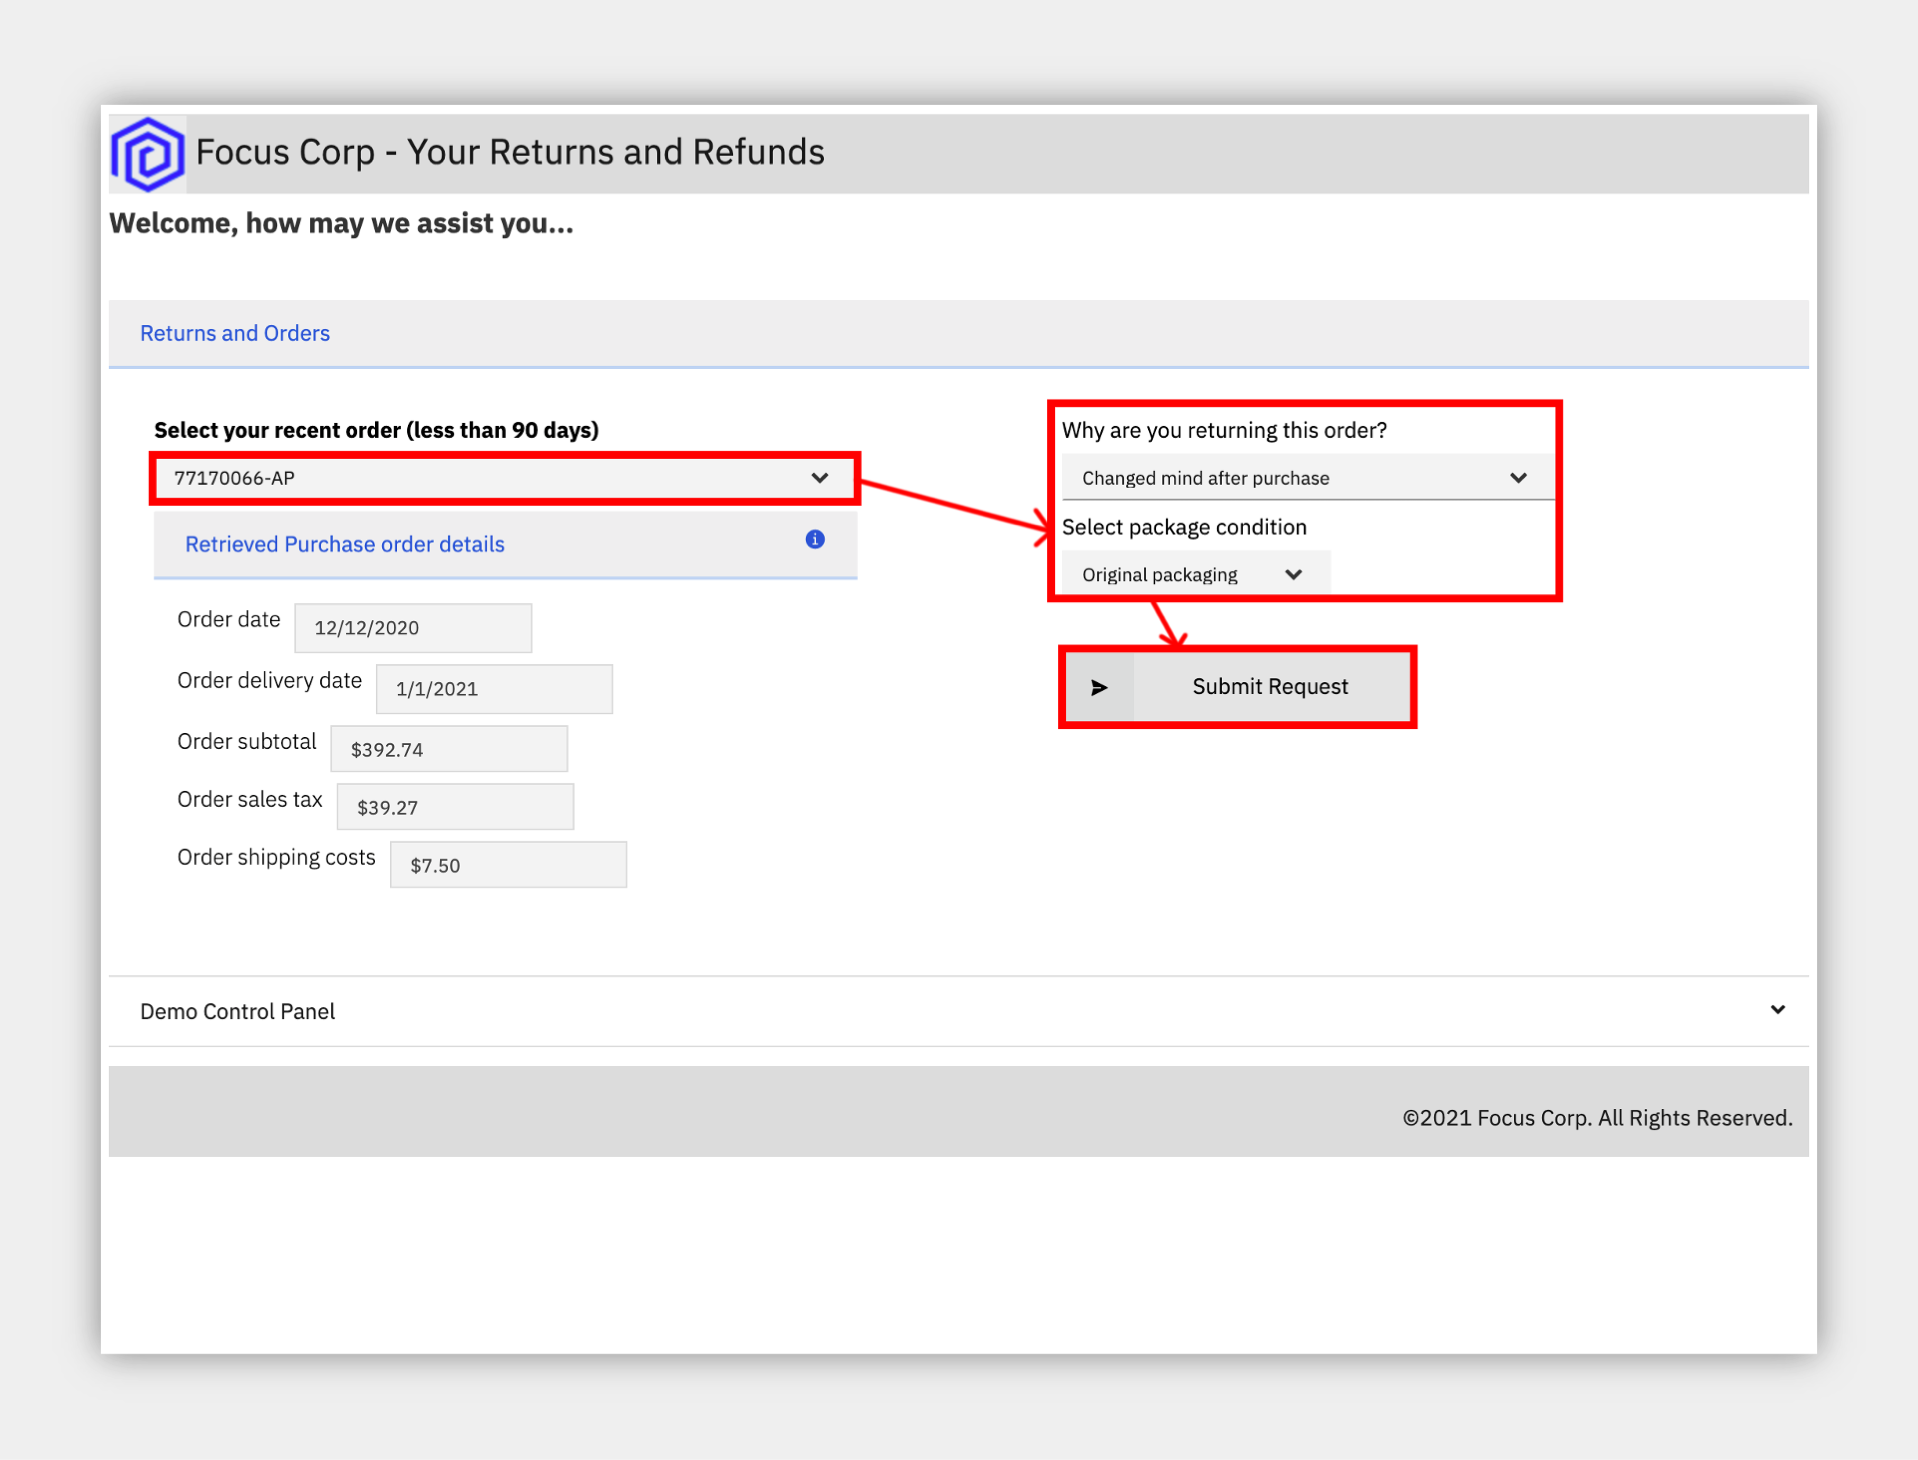 Focus Corp - Your Returns and Refunds
Welcome, how may we assist you...
Returns and Orders
Select your recent order (less than 90 days)
77170066-AP
Retrieved Purchase order details
Order date 12/12/2020
Order delivery date 1/1/2021
Order subtotal $392.74
Order sales tax $39.27
Order shipping costs $7.50
Why are you returning this order?
Changed mind after purchase
Select package condition
Original packaging
Submit Request
Demo Control Panel
©2021 Focus Corp. All Rights Reserved.